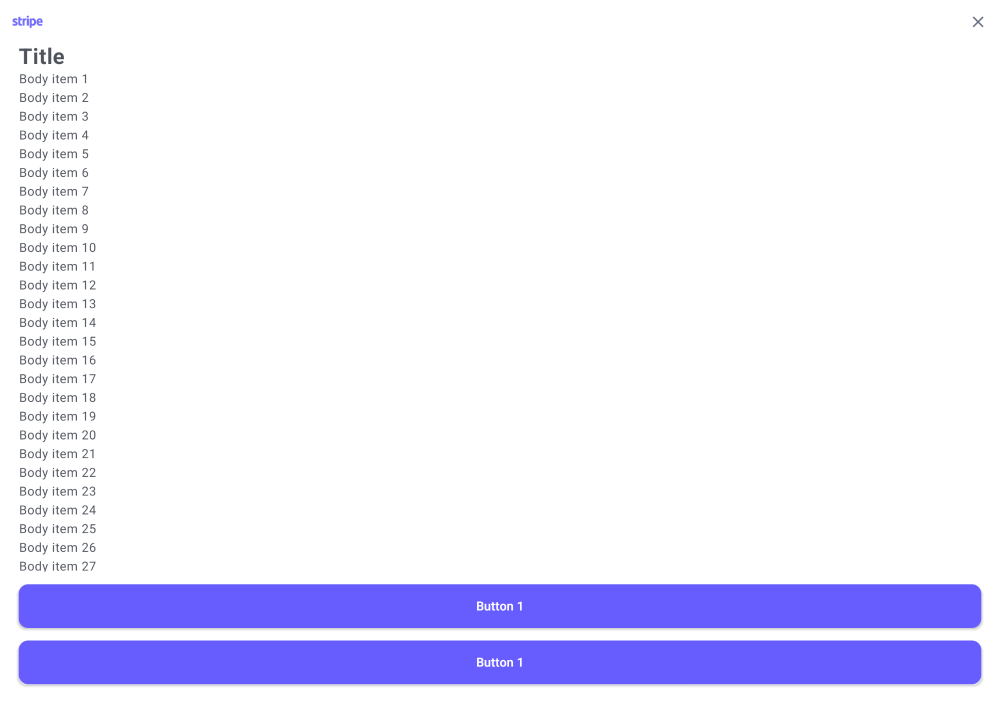 stripe
Title
Body item 1
Body item 2
Body item 3
Body item 4
Body item 5
Body item 6
Body item 7
Body item 8
Body item 9
Body item 10
Body item 11
Body item 12
Body item 13
Body item 14
Body item 15
Body item 16
Body item 17
Body item 18
Body item 19
Body item 20
Body item 21
Body item 22
Body item 23
Body item 24
Body item 25
Body item 26
Body item 27
Button 1
Button 1